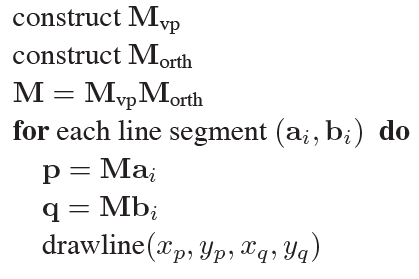 construct M_vp
construct M_orth
M = M_vp M_orth
for each line segment (a_i, b_i) do
p = Ma_i
q = Mb_i
drawline(x_p, y_p, x_q, y_q)